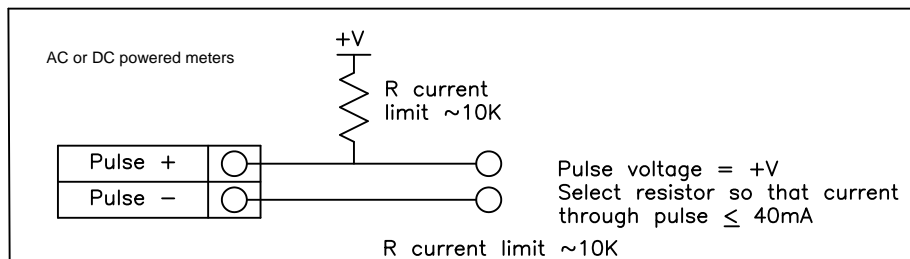 +V
AC or DC powered meters
R current
limit ~10K
Pulse +
Pulse −
Pulse voltage = +V
Select resistor so that current
through pulse ≤ 40mA
R current limit ~10K